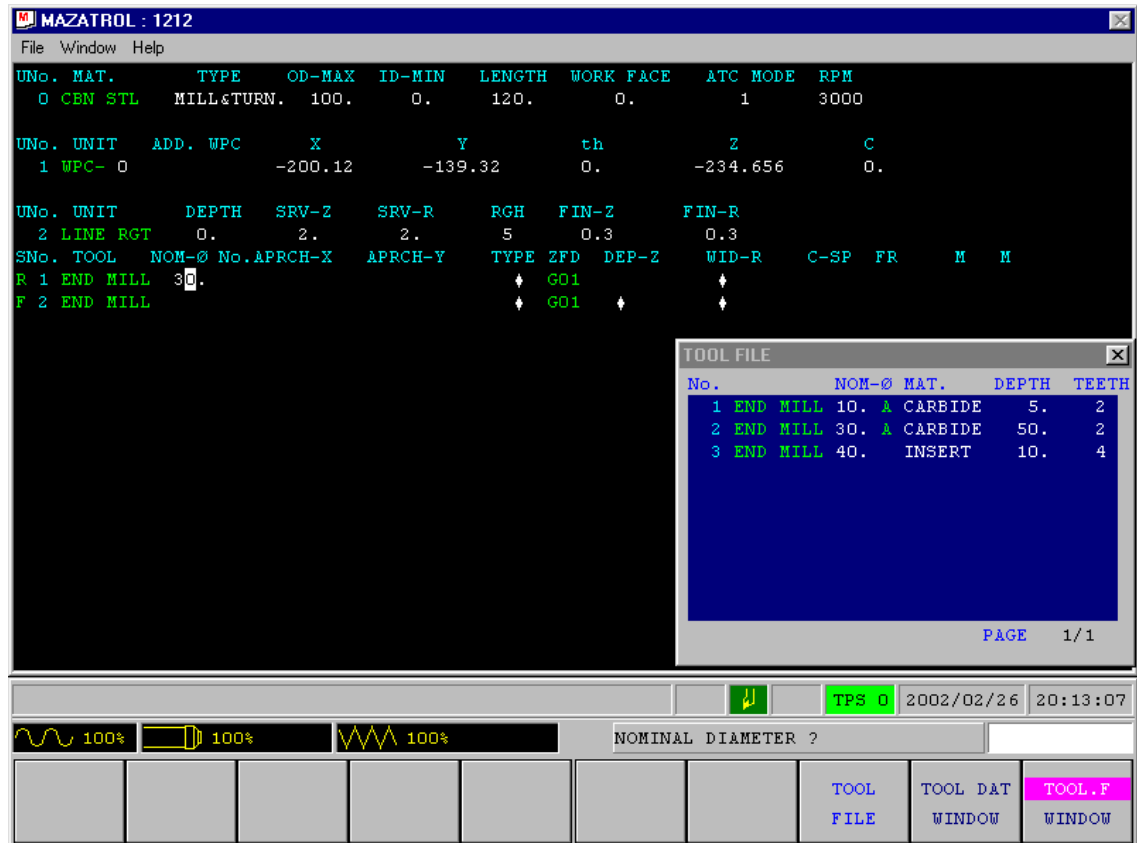 MAZATROL : 1212
File Window Help
UNo. MAT. TYPE OD-MAX ID-MIN LENGTH WORK FACE ATC MODE RPM
0 CBN STL MILL&TURN. 100. 0. 120. 0. 1 3000
UNo. UNIT ADD. WPC X Y th Z C
1 WPC- 0 -200.12 -139.32 0. -234.656 0.
UNo. UNIT DEPTH SRV-Z SRV-R RGH FIN-Z FIN-R
2 LINE RGT 0. 2. 2. 5 0.3 0.3
SNo. TOOL NOM-Ø No.APRCH-X APRCH-Y TYPE ZFD DEP-Z WID-R C-SP FR M M
R 1 END MILL 30. ♦ G01 ♦
F 2 END MILL ♦ G01 ♦ ♦
TOOL FILE
No. NOM-Ø MAT. DEPTH TEETH
1 END MILL 10. A CARBIDE 5. 2
2 END MILL 30. A CARBIDE 50. 2
3 END MILL 40. INSERT 10. 4
PAGE 1/1
TPS 0 2002/02/26 20:13:07
100% 100% 100% NOMINAL DIAMETER ?
TOOL FILE
TOOL DAT WINDOW
TOOL.F WINDOW